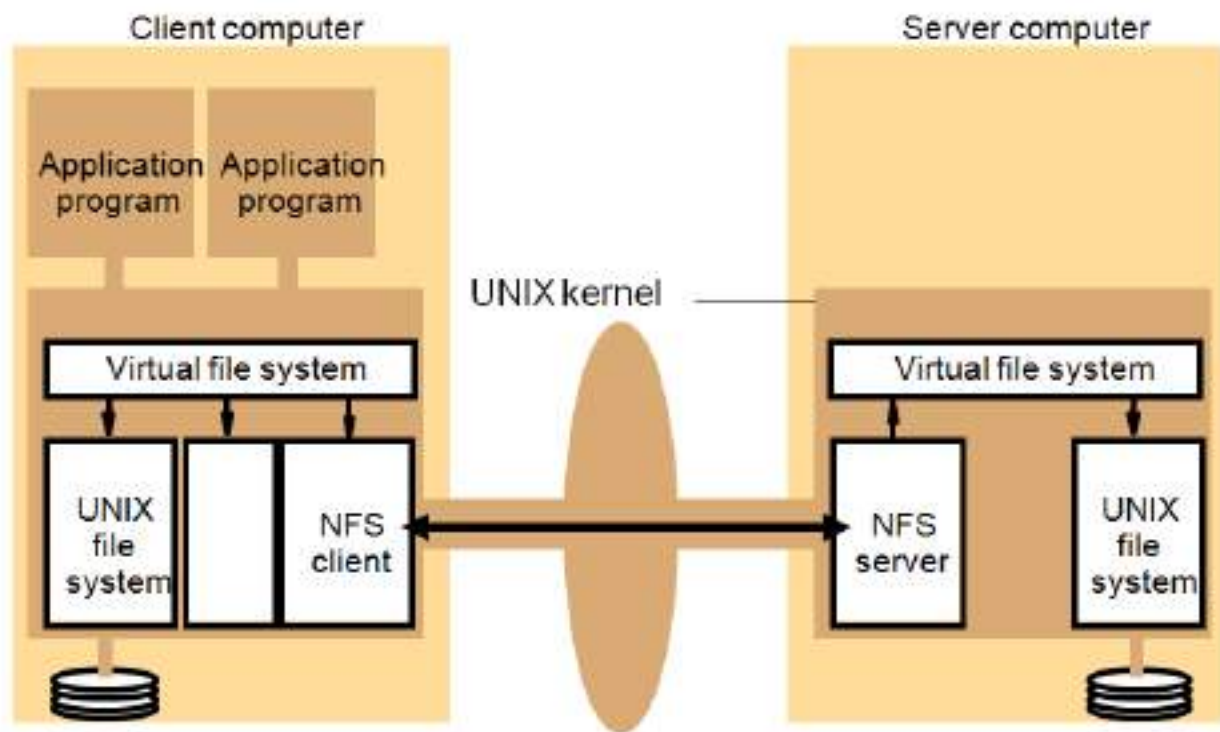 Client computer
Server computer
Application
program
Application
program
UNIX kernel
Virtual file system
Virtual file system
UNIX
file
system
NFS
client
NFS
server
UNIX
file
system